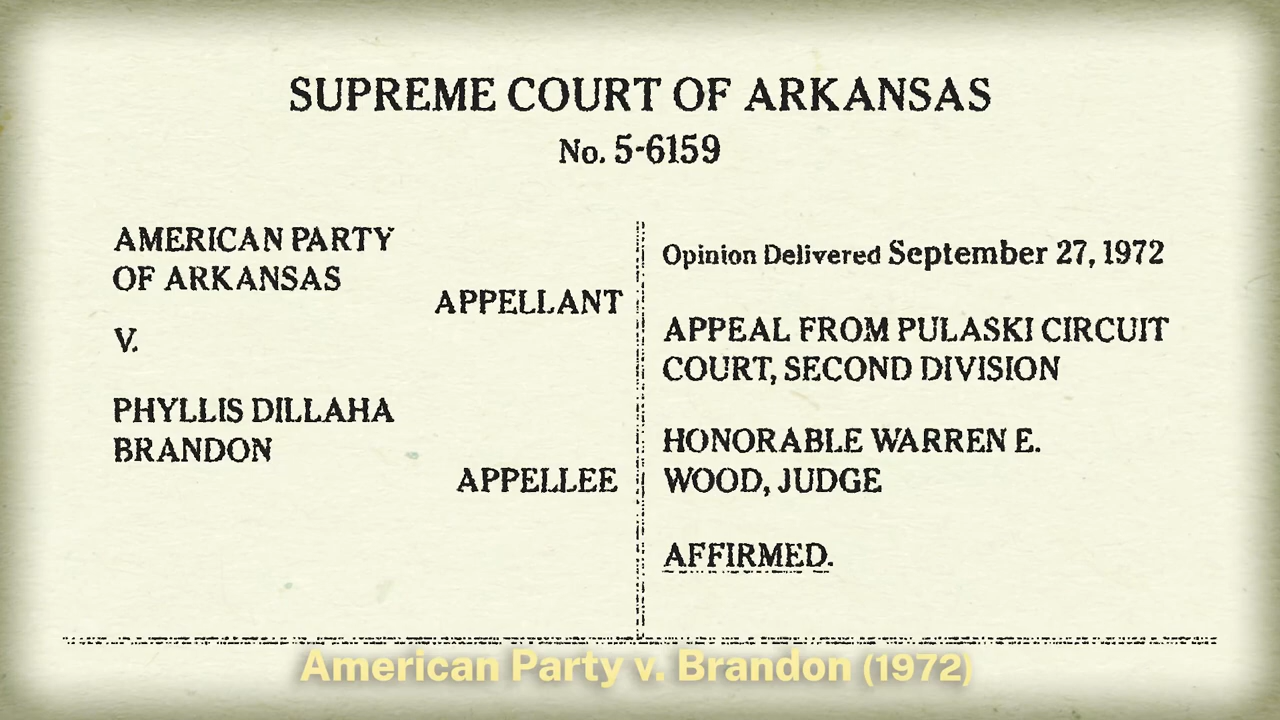 SUPREME COURT OF ARKANSAS
No. 5-6159
AMERICAN PARTY
OF ARKANSAS
APPELLANT
V.
PHYLLIS DILLAHA
BRANDON
APPELLEE
Opinion Delivered September 27, 1972
APPEAL FROM PULASKI CIRCUIT
COURT, SECOND DIVISION
HONORABLE WARREN E.
WOOD, JUDGE
AFFIRMED.
American Party v. Brandon (1972)